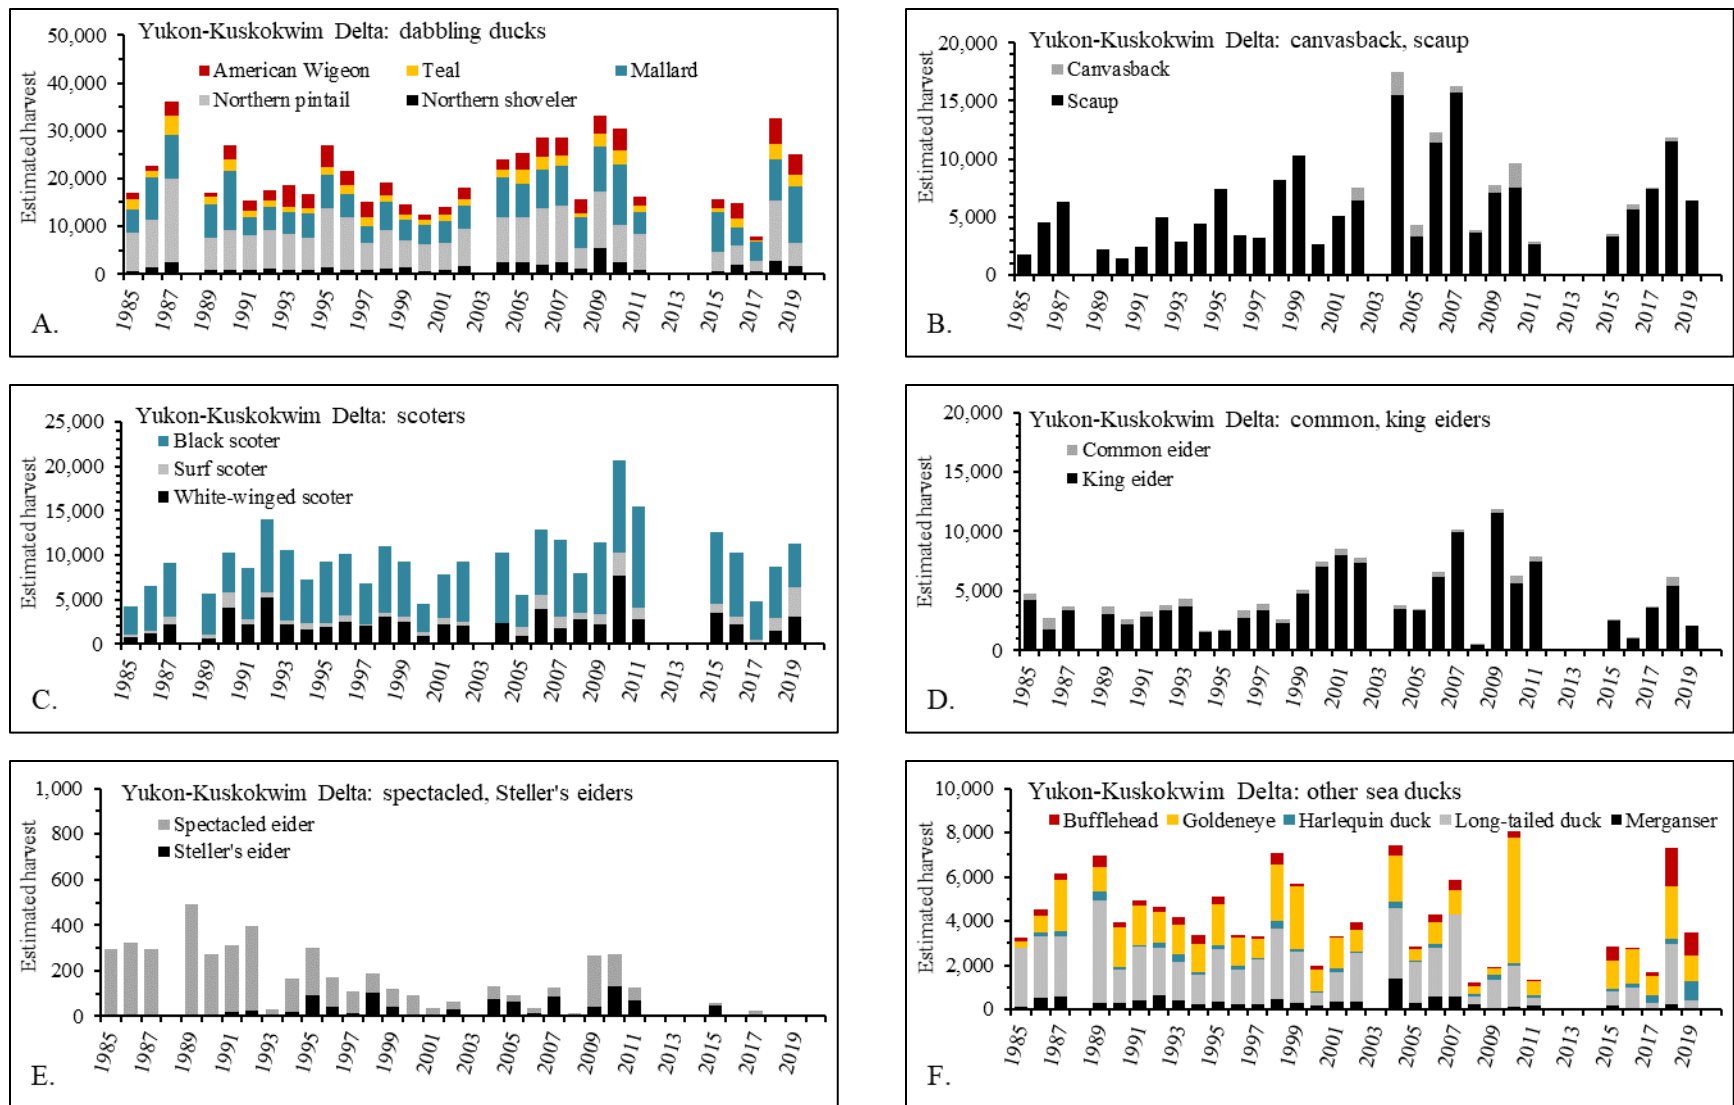 Yukon-Kuskokwim Delta: dabbling ducks
American Wigeon Teal Mallard
Northern pintail Northern shoveler
Estimated harvest
50,000
40,000
30,000
20,000
10,000
0
1985 1987 1989 1991 1993 1995 1997 1999 2001 2003 2005 2007 2009 2011 2013 2015 2017 2019
A.
Yukon-Kuskokwim Delta: canvasback, scaup
Canvasback
Scaup
Estimated harvest
20,000
15,000
10,000
5,000
0
1985 1987 1989 1991 1993 1995 1997 1999 2001 2003 2005 2007 2009 2011 2013 2015 2017 2019
B.
Yukon-Kuskokwim Delta: scoters
Black scoter
Surf scoter
White-winged scoter
Estimated harvest
25,000
20,000
15,000
10,000
5,000
0
1985 1987 1989 1991 1993 1995 1997 1999 2001 2003 2005 2007 2009 2011 2013 2015 2017 2019
C.
Yukon-Kuskokwim Delta: common, king eiders
Common eider
King eider
Estimated harvest
20,000
15,000
10,000
5,000
0
1985 1987 1989 1991 1993 1995 1997 1999 2001 2003 2005 2007 2009 2011 2013 2015 2017 2019
D.
Yukon-Kuskokwim Delta: spectacled, Steller's eiders
Spectacled eider
Steller's eider
Estimated harvest
1,000
800
600
400
200
0
1985 1987 1989 1991 1993 1995 1997 1999 2001 2003 2005 2007 2009 2011 2013 2015 2017 2019
E.
Yukon-Kuskokwim Delta: other sea ducks
Bufflehead Goldeneye Harlequin duck Long-tailed duck Merganser
Estimated harvest
10,000
8,000
6,000
4,000
2,000
0
1985 1987 1989 1991 1993 1995 1997 1999 2001 2003 2005 2007 2009 2011 2013 2015 2017 2019
F.